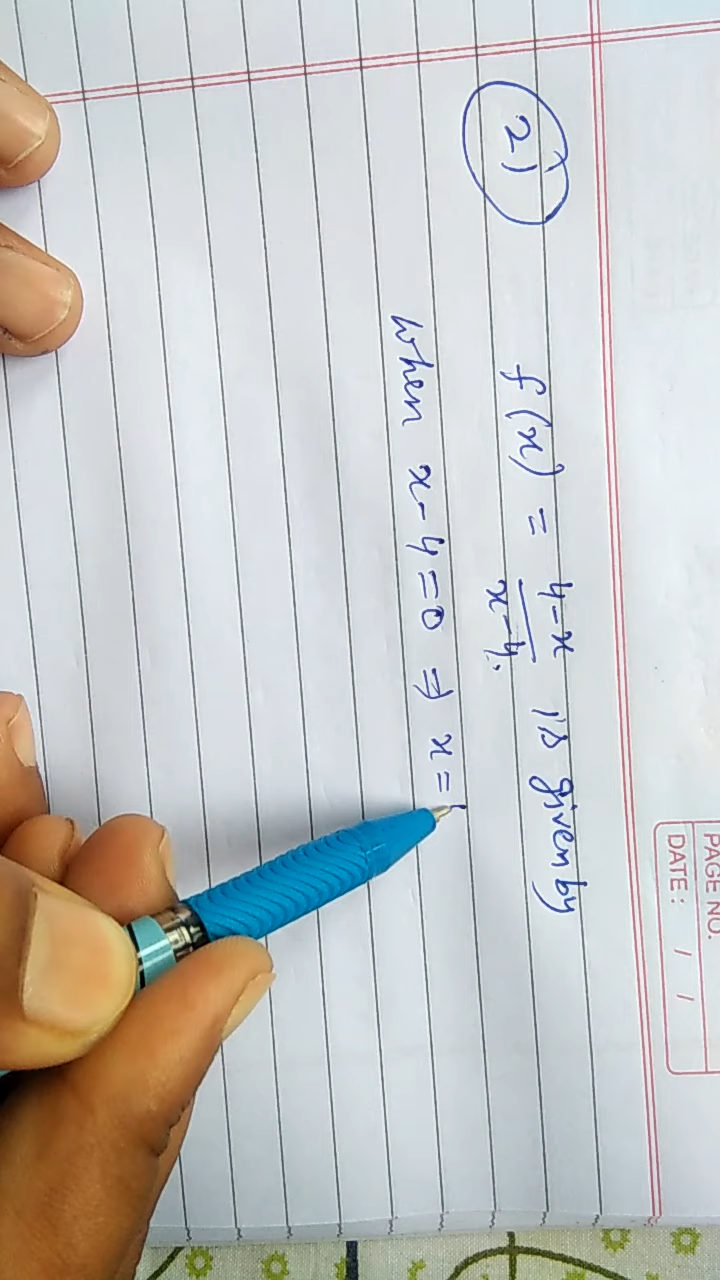 PAGE NO.
DATE: / /
2)
f(x) = 4-x / x-4. is given by
when x-4=0 ⇒ x=